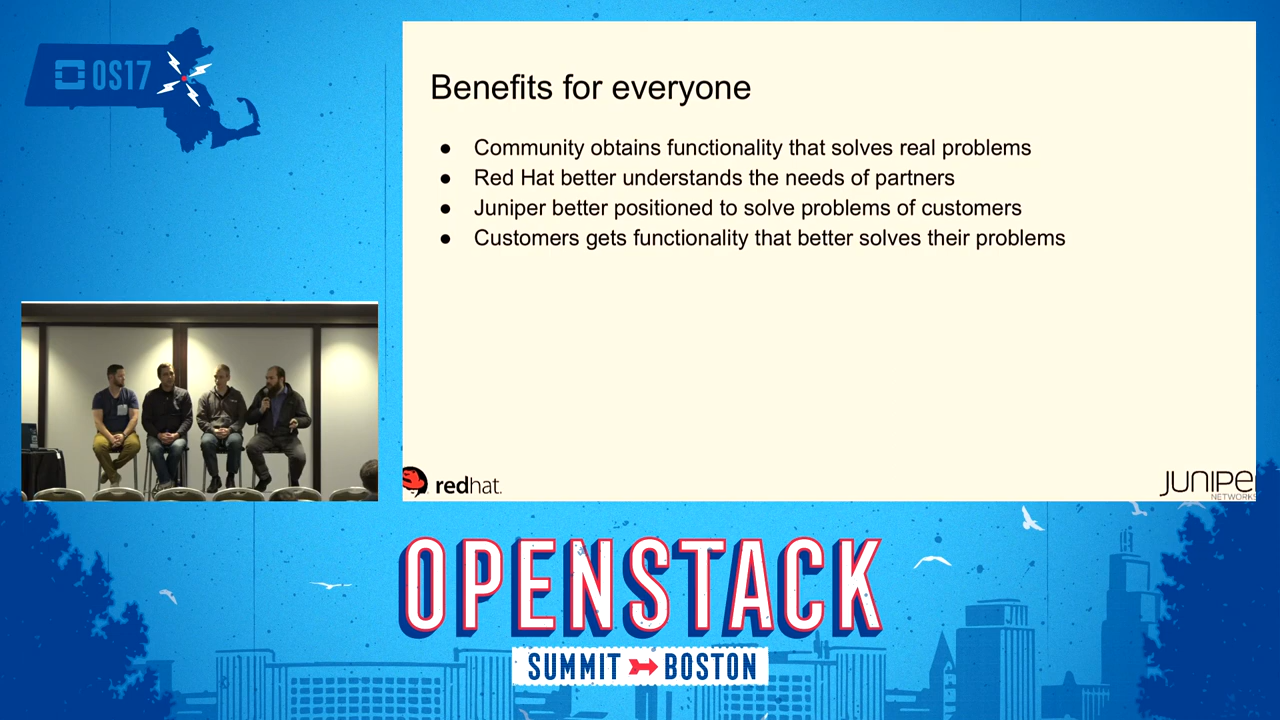 OS17
Benefits for everyone
● Community obtains functionality that solves real problems
● Red Hat better understands the needs of partners
● Juniper better positioned to solve problems of customers
● Customers gets functionality that better solves their problems
redhat.
JUNIPE
NETWORKS
OPENSTACK
SUMMIT BOSTON